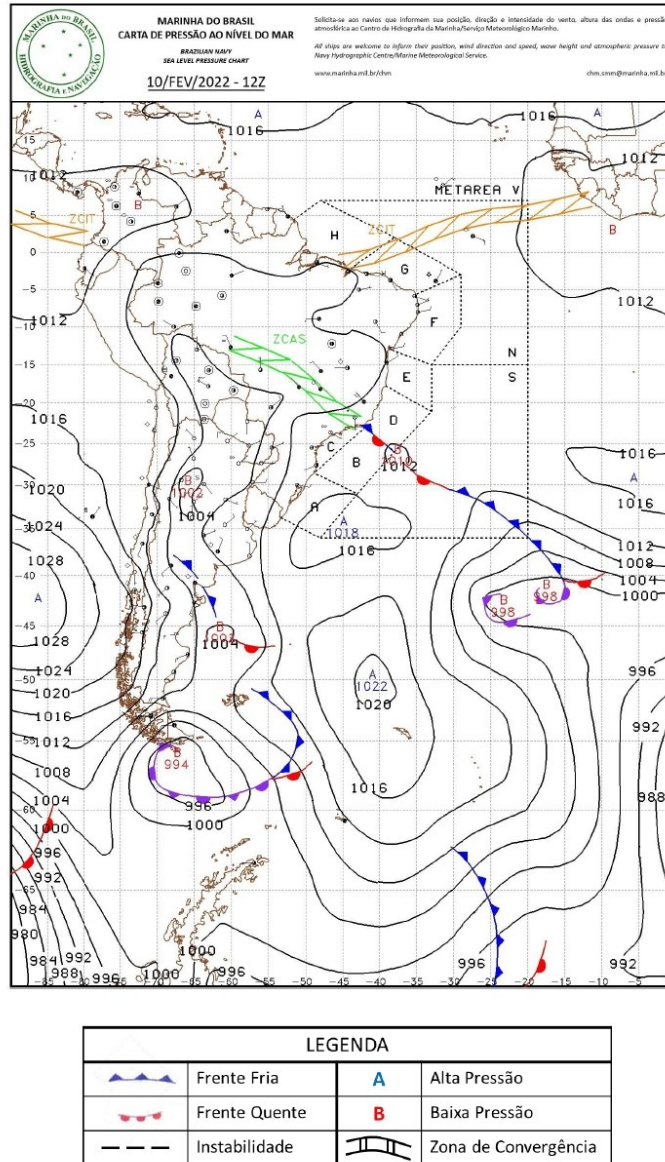 MARINHA DO BRASIL
HIDROGRAFIA E NAVEGAÇÃO
MARINHA DO BRASIL
CARTA DE PRESSÃO AO NÍVEL DO MAR
BRAZILIAN NAVY
SEA LEVEL PRESSURE CHART
10/FEV/2022 - 12Z
Solicita-se aos navios que informem sua posição, direção e intensidade do vento, altura das ondas e pressão
atmosférica ao Centro de Hidrografia da Marinha/Serviço Meteorológico Marinho.
All ships are welcome to inform their position, wind direction and speed, wave height and atmospheric pressure t
Navy Hydrographic Centre/Marine Meteorological Service.
www.marinha.mil.br/chm
chm.smm@marinha.mil.b
A
A
1016
1016
15
1012
1012
10
METAREA V
B
5
ZCIT
H
ZCIT
B
0
G
-5
1012
1012
-10
F
ZCAS
N
-15
E
S
1016
-20
D
C
1016
-25
B
B
1010
1012
1020
B
1002
A
-30
1016
1004
A
A
1018
1024
1016
1012
-35
1008
1028
1004
-40
1000
B
998
B
998
A
B
1002
1028
1004
-45
996
1024
A
1022
-50
1020
1020
1016
992
1012
B
994
-55
1008
1016
988
1004
996
1000
1000
-60
996
992
-65
984
980
992
1000
984
988
996
1000
996
996
992
-85 -80 -75 -70 -65 -60 -55 -50 -45 -40 -35 -30 -25 -20 -15 -10 -5
LEGENDA
Frente Fria A Alta Pressão
Frente Quente B Baixa Pressão
Instabilidade Zona de Convergência